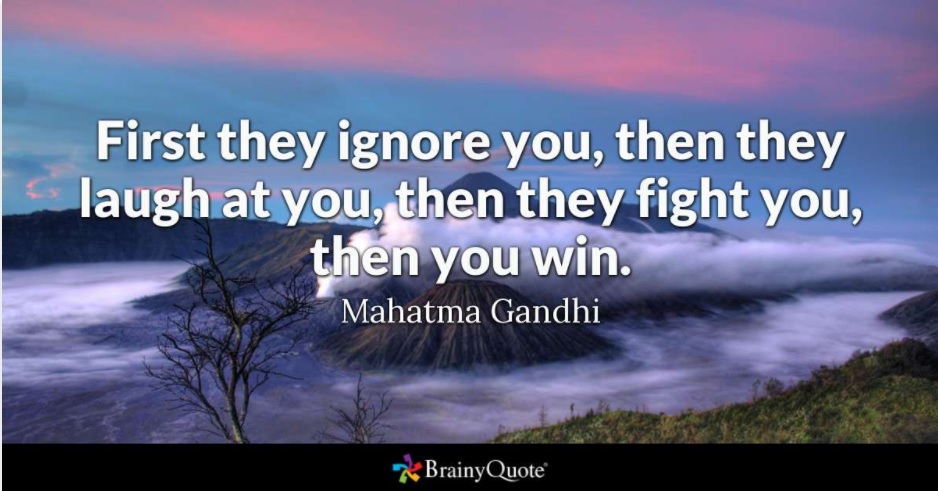 First they ignore you, then they
laugh at you, then they fight you,
then you win.
Mahatma Gandhi
BrainyQuote®